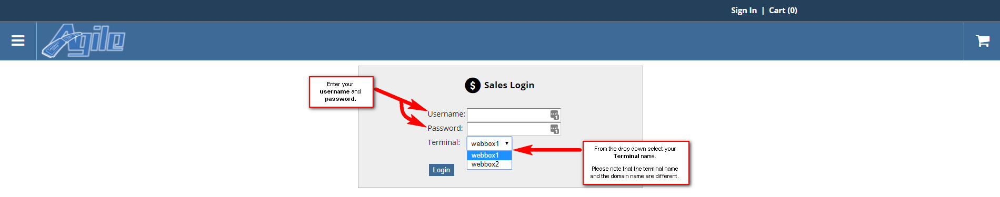 Sign In | Cart (0)
Agile
$ Sales Login
Enter your
username and
password.
Username:
Password:
Terminal: webbox1
webbox1
webbox2
Login
From the drop down select your
Terminal name.
Please note that the terminal name
and the domain name are different.